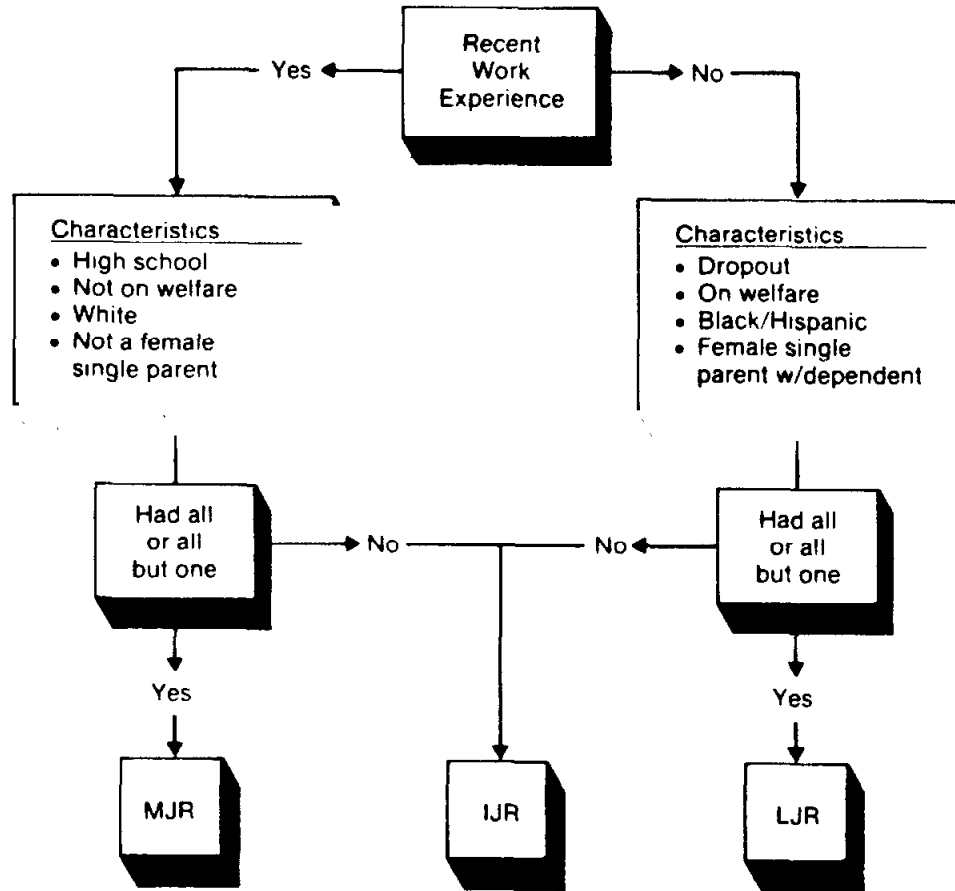 Recent
Work
Experience
Yes
No
Characteristics
• High school
• Not on welfare
• White
• Not a female
single parent
Characteristics
• Dropout
• On welfare
• Black/Hispanic
• Female single
parent w/dependent
Had all
or all
but one
No
No
Had all
or all
but one
Yes
Yes
MJR
IJR
LJR